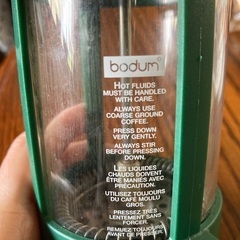 bodum®
HOT FLUIDS
MUST BE HANDLED
WITH CARE.
ALWAYS USE
COARSE GROUND
COFFEE.
PRESS DOWN
VERY GENTLY.
ALWAYS STIR
BEFORE PRESSING
DOWN.
LES LIQUIDES
CHAUDS DOIVENT
ÊTRE MANIÉS AVEC
PRÉCAUTION.
UTILISEZ TOUJOURS
DU CAFÉ MOULU
GROS.
PRESSEZ TRÈS
LENTEMENT SANS
FORCER.
REMUEZ TOUJOURS
AVANT DE PRESSER.